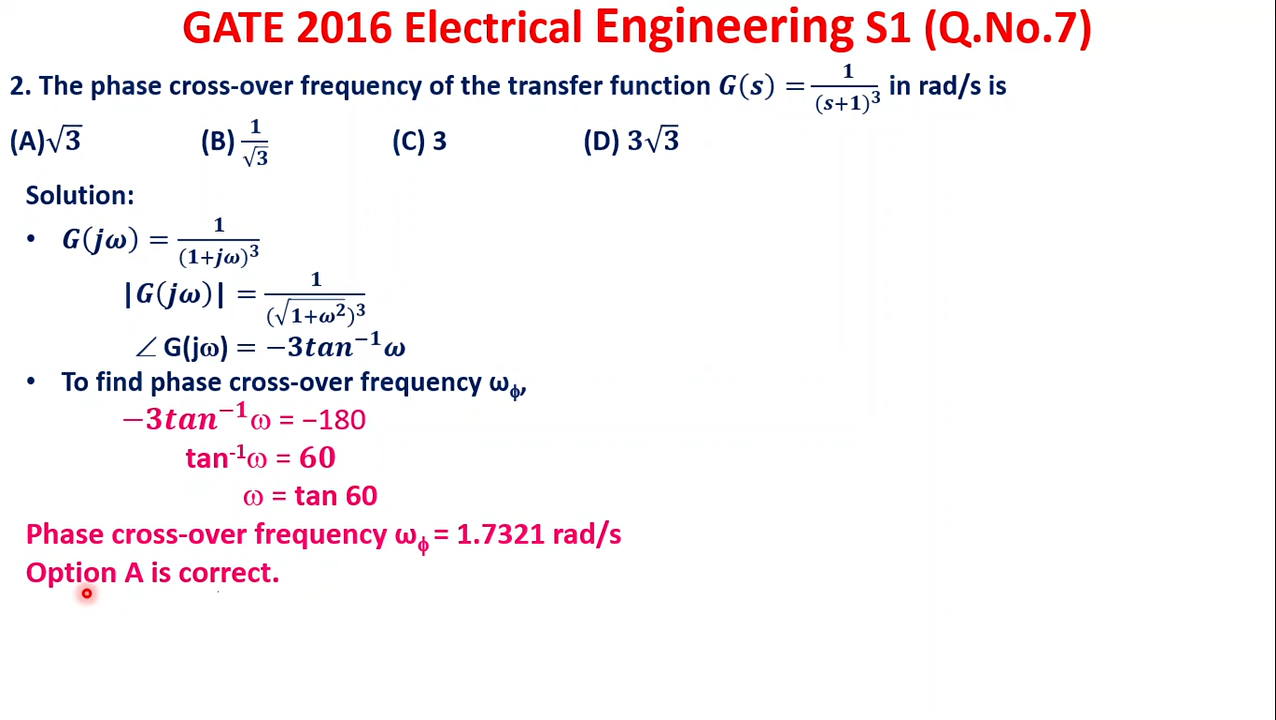 GATE 2016 Electrical Engineering S1 (Q.No.7)
2. The phase cross-over frequency of the transfer function G(s) = 1/(s+1)³ in rad/s is
(A)√3 (B) 1/√3 (C) 3 (D) 3√3
Solution:
• G(jω) = 1/(1+jω)³
|G(jω)| = 1/(√1+ω²)³
∠ G(jω) = −3tan⁻¹ω
• To find phase cross-over frequency ωϕ,
−3tan⁻¹ω = −180
tan⁻¹ω = 60
ω = tan 60
Phase cross-over frequency ωϕ = 1.7321 rad/s
Option A is correct.